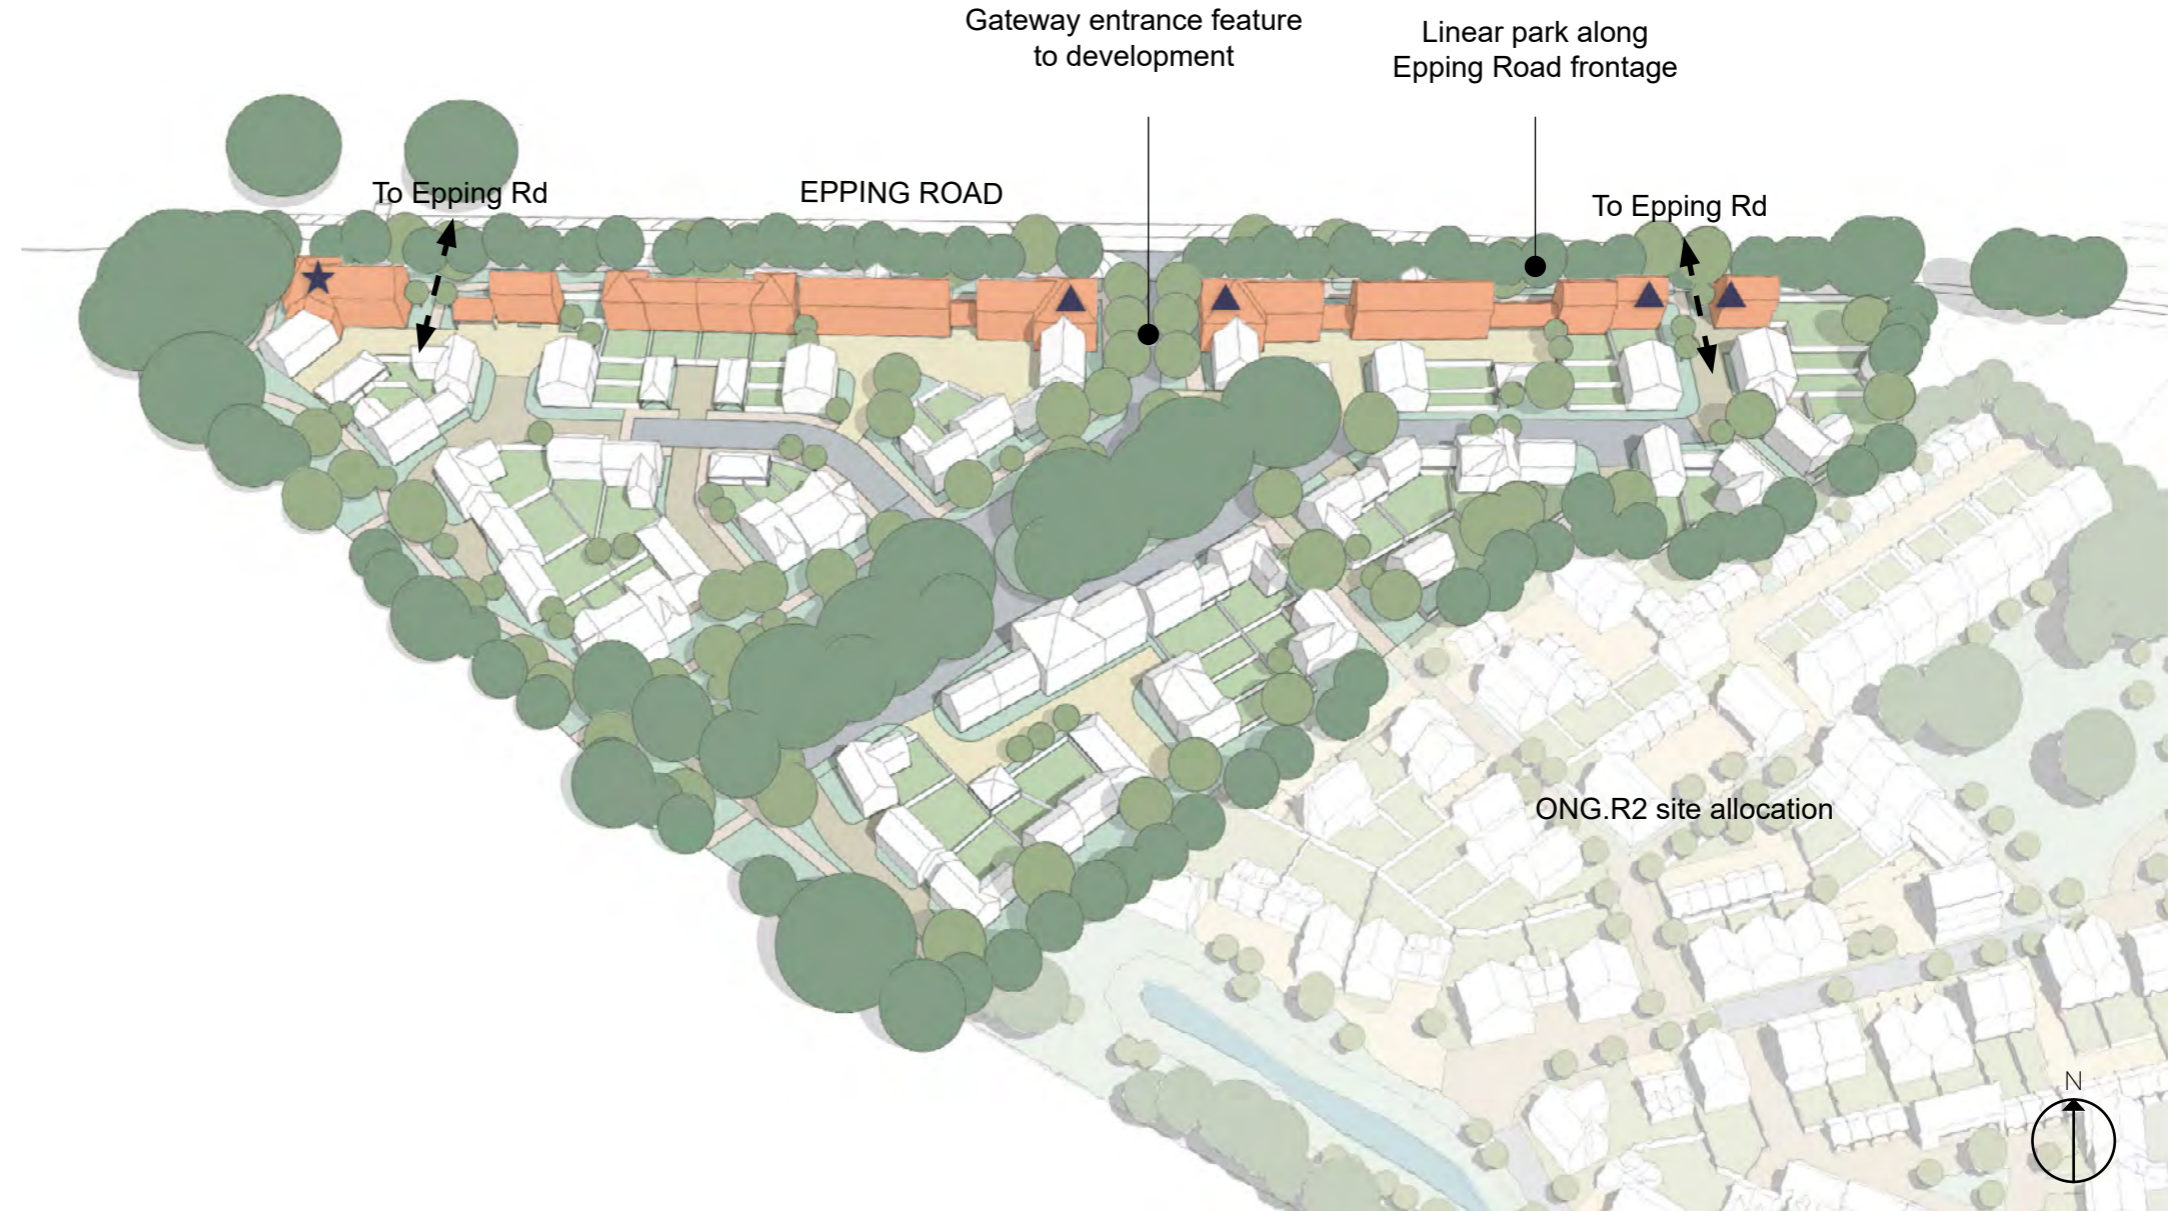 Gateway entrance feature
to development
Linear park along
Epping Road frontage
To Epping Rd
EPPING ROAD
To Epping Rd
ONG.R2 site allocation
N